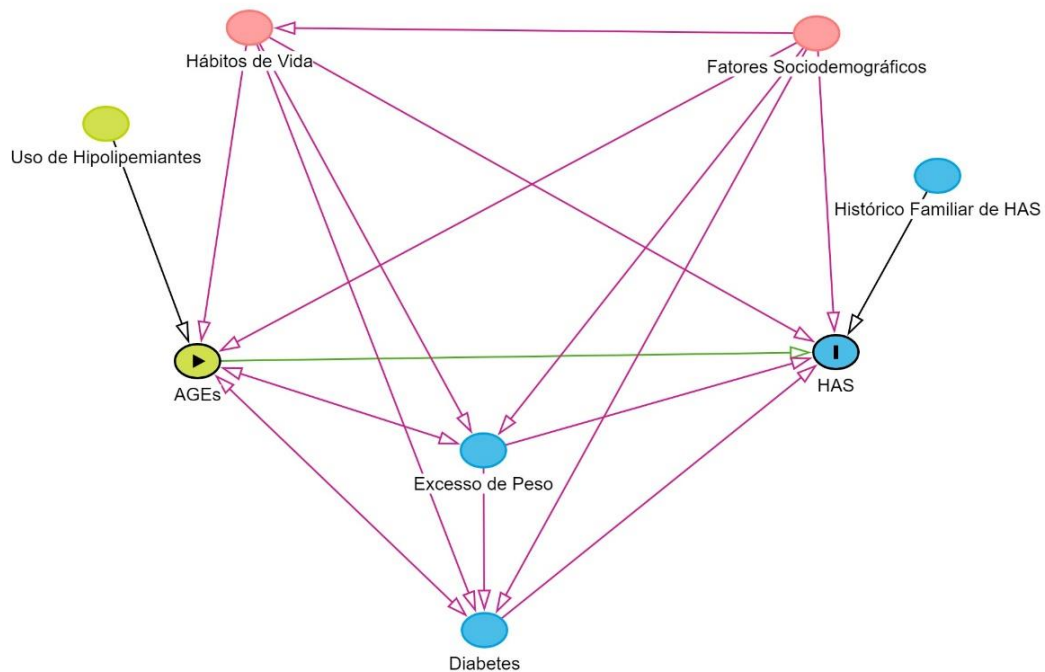 Hábitos de Vida
Fatores Sociodemográficos
Uso de Hipolipemiantes
Histórico Familiar de HAS
AGEs
HAS
Excesso de Peso
Diabetes